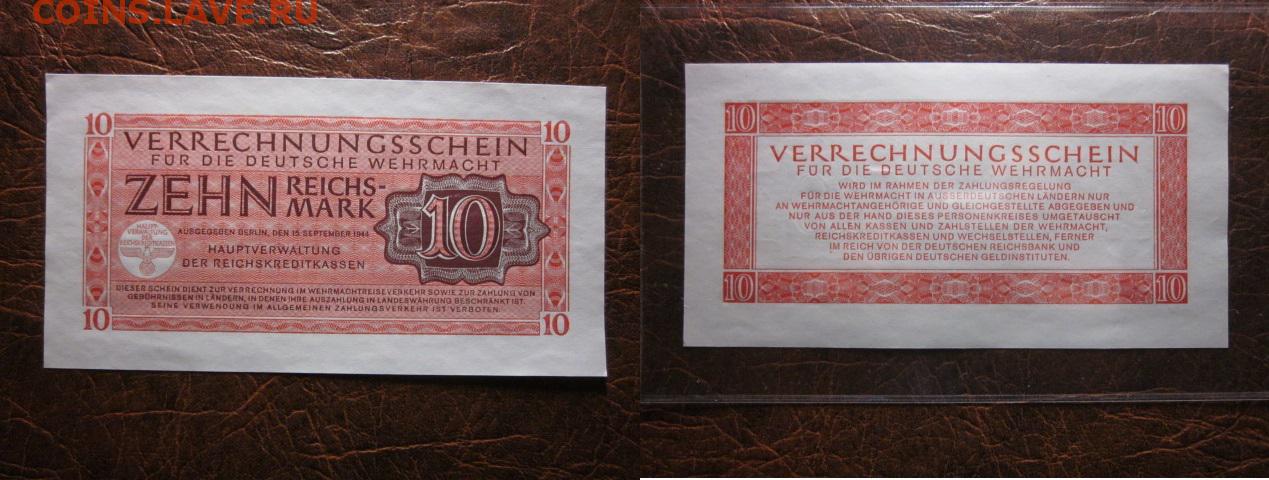 COINS.LAVE.RU
10
10
VERRECHNUNGSSCHEIN
FÜR DIE DEUTSCHE WEHRMACHT
ZEHN REICHS-
MARK
10
AUSGEGEBEN BERLIN, DEN 15. SEPTEMBER 1944
HAUPT-
VERWALTUNG
DER
REICHSKREDITKASSEN
HAUPTVERWALTUNG
DER REICHSKREDITKASSEN
DIESER SCHEIN DIENT ZUR VERRECHNUNG IM WEHRMACHTREISEVERKEHR SOWIE ZUR ZAHLUNG VON
GEBÜHRNISSEN IN LÄNDERN, IN DENEN IHRE AUSZAHLUNG IN LANDESWÄHRUNG BESCHRÄNKT IST.
SEINE VERWENDUNG IM ALLGEMEINEN ZAHLUNGSVERKEHR IST VERBOTEN.
10
10
10
10
VERRECHNUNGSSCHEIN
FÜR DIE DEUTSCHE WEHRMACHT
WIRD IM RAHMEN DER ZAHLUNGSREGELUNG
FÜR DIE WEHRMACHT IN AUSSERDEUTSCHEN LÄNDERN NUR
AN WEHRMACHTANGEHÖRIGE UND GLEICHGESTELLTE ABGEGEBEN UND
NUR AUS DER HAND DIESES PERSONENKREISES UMGETAUSCHT
VON ALLEN KASSEN UND ZAHLSTELLEN DER WEHRMACHT,
REICHSKREDITKASSEN UND WECHSELSTELLEN, FERNER
IM REICH VON DER DEUTSCHEN REICHSBANK UND
DEN ÜBRIGEN DEUTSCHEN GELDINSTITUTEN.
10
10